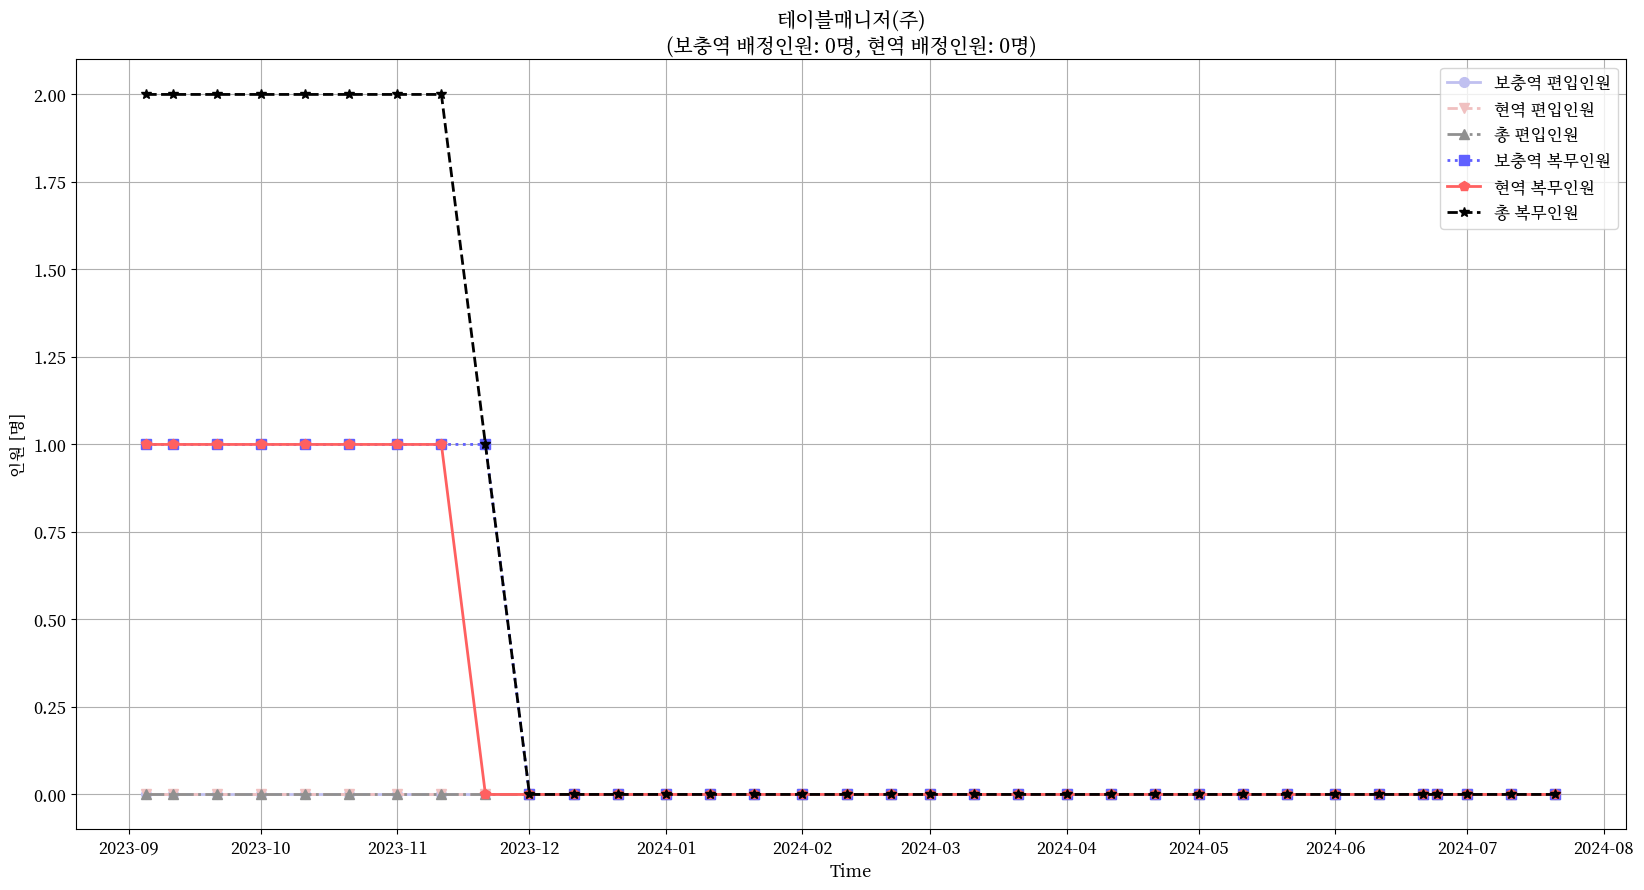 테이블매니저(주)
(보충역 배정인원: 0명, 현역 배정인원: 0명)
보충역 편입인원
현역 편입인원
총 편입인원
보충역 복무인원
현역 복무인원
총 복무인원
인원 [명]
2.00
1.75
1.50
1.25
1.00
0.75
0.50
0.25
0.00
2023-09 2023-10 2023-11 2023-12 2024-01 2024-02 2024-03 2024-04 2024-05 2024-06 2024-07 2024-08
Time